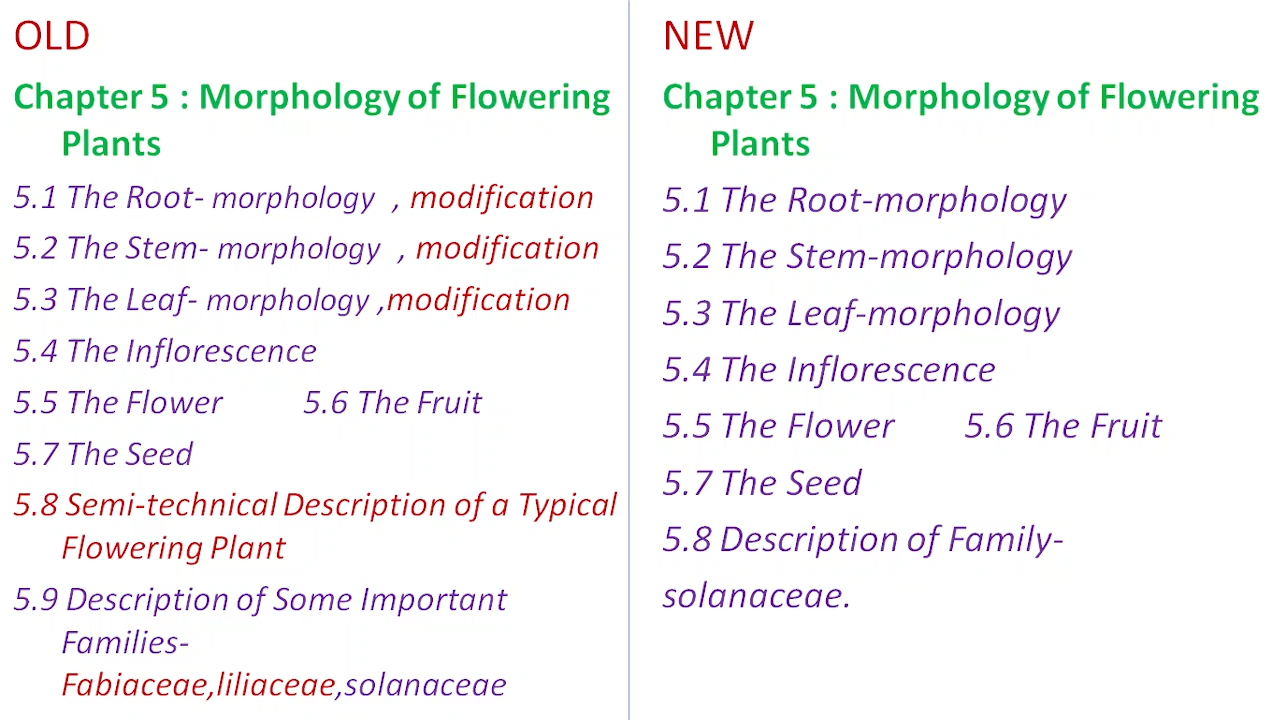 OLD
Chapter 5 : Morphology of Flowering
Plants
5.1 The Root- morphology , modification
5.2 The Stem- morphology , modification
5.3 The Leaf- morphology ,modification
5.4 The Inflorescence
5.5 The Flower 5.6 The Fruit
5.7 The Seed
5.8 Semi-technical Description of a Typical
Flowering Plant
5.9 Description of Some Important
Families-
Fabiaceae,liliaceae,solanaceae
NEW
Chapter 5 : Morphology of Flowering
Plants
5.1 The Root-morphology
5.2 The Stem-morphology
5.3 The Leaf-morphology
5.4 The Inflorescence
5.5 The Flower 5.6 The Fruit
5.7 The Seed
5.8 Description of Family-
solanaceae.